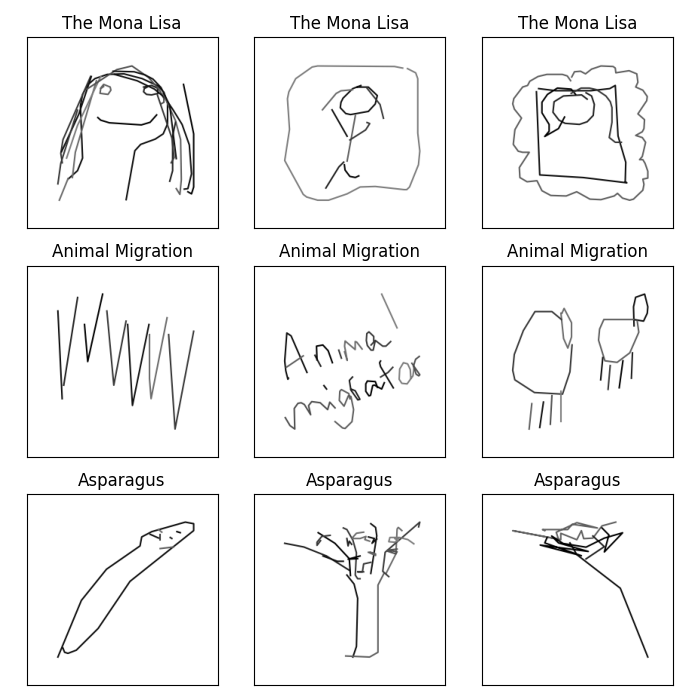 The Mona Lisa The Mona Lisa The Mona Lisa
Animal Migration Animal Migration Animal Migration
Animal
migrator
Asparagus Asparagus Asparagus